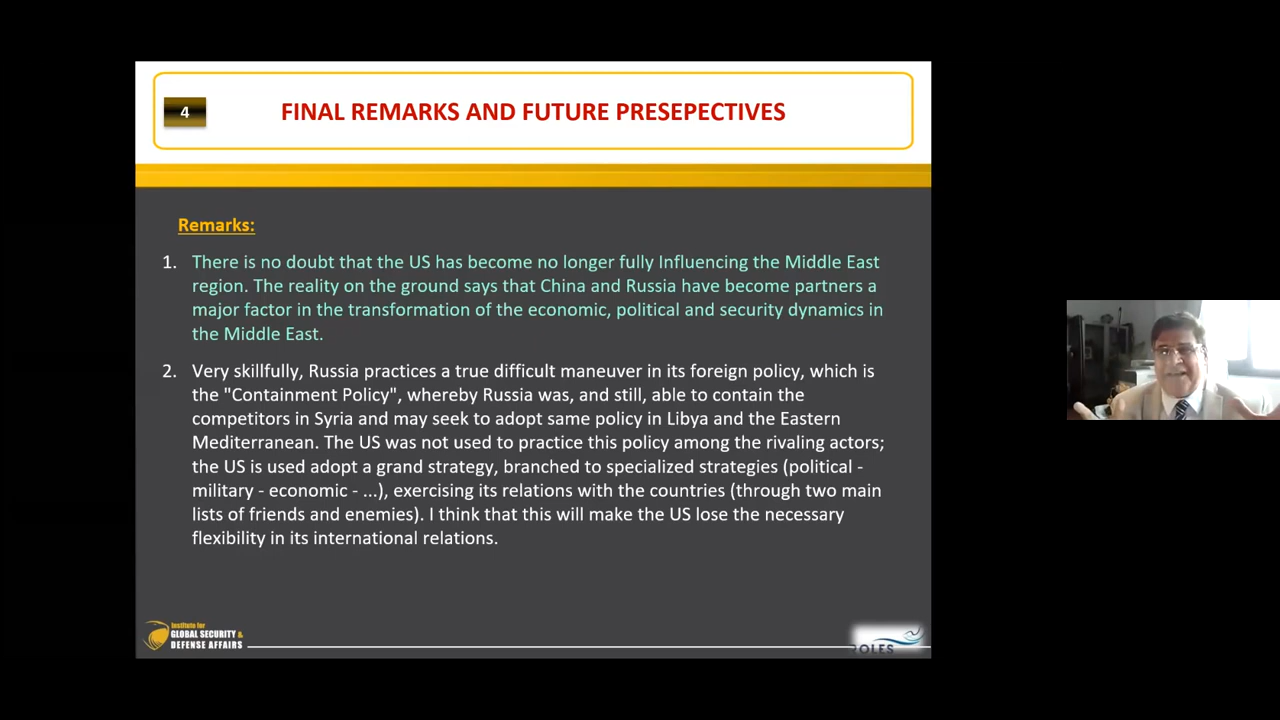 4
FINAL REMARKS AND FUTURE PRESEPECTIVES
Remarks:
1. There is no doubt that the US has become no longer fully Influencing the Middle East
region. The reality on the ground says that China and Russia have become partners a
major factor in the transformation of the economic, political and security dynamics in
the Middle East.
2. Very skillfully, Russia practices a true difficult maneuver in its foreign policy, which is
the "Containment Policy", whereby Russia was, and still, able to contain the
competitors in Syria and may seek to adopt same policy in Libya and the Eastern
Mediterranean. The US was not used to practice this policy among the rivaling actors;
the US is used adopt a grand strategy, branched to specialized strategies (political -
military - economic - ...), exercising its relations with the countries (through two main
lists of friends and enemies). I think that this will make the US lose the necessary
flexibility in its international relations.
Institute for
GLOBAL SECURITY &
DEFENSE AFFAIRS
ROLES